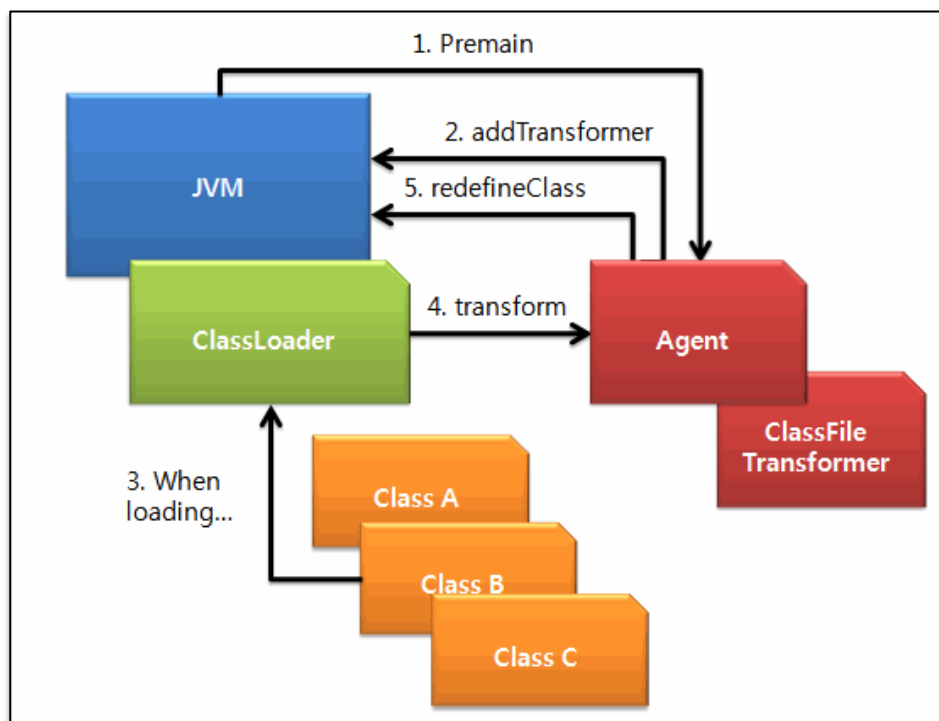 1. Premain
2. addTransformer
JVM
5. redefineClass
ClassLoader
4. transform
Agent
ClassFile
Transformer
3. When
loading...
Class A
Class B
Class C